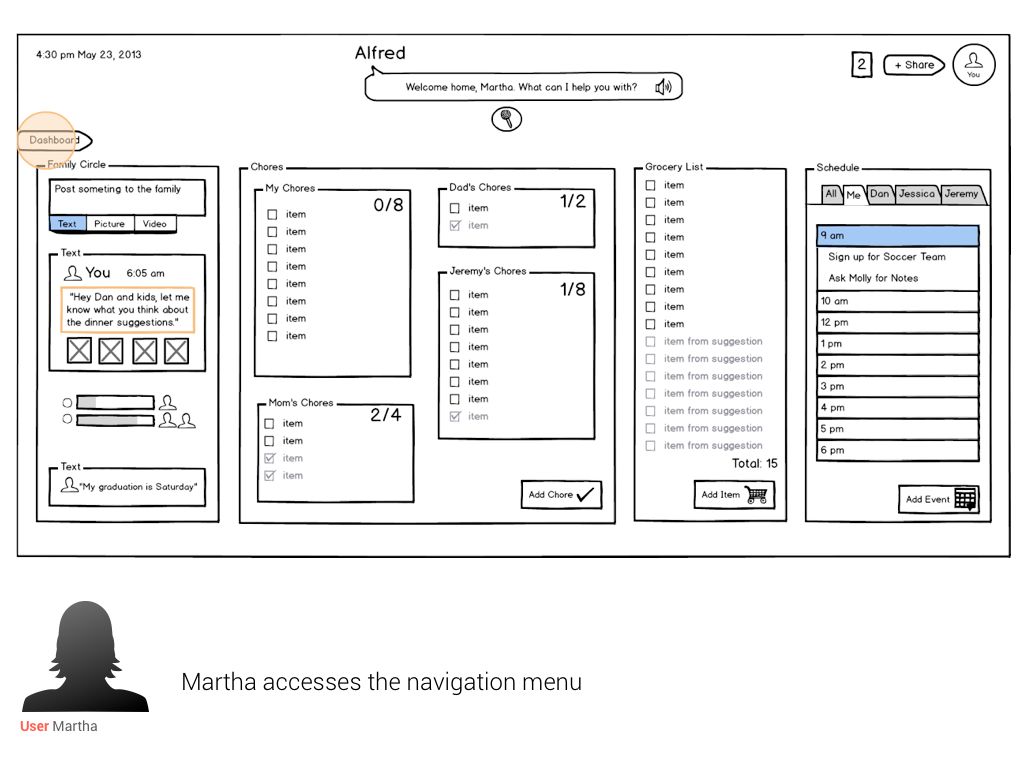 4:30 pm May 23, 2013
Alfred
2
+ Share
You
Welcome home, Martha. What can I help you with?
Dashboard
Family Circle
Post someting to the family
Text Picture Video
Text
You 6:05 am
"Hey Dan and kids, let me
know what you think about
the dinner suggestions."
Text
"My graduation is Saturday"
Chores
My Chores
0/8
item
item
item
item
item
item
item
item
Mom's Chores
2/4
item
item
item
item
Dad's Chores
1/2
item
item
Jeremy's Chores
1/8
item
item
item
item
item
item
item
item
Add Chore
Grocery List
item
item
item
item
item
item
item
item
item
item from suggestion
item from suggestion
item from suggestion
item from suggestion
item from suggestion
item from suggestion
item from suggestion
Total: 15
Add Item
Schedule
All Me Dan Jessica Jeremy
9 am
Sign up for Soccer Team
Ask Molly for Notes
10 am
12 pm
1 pm
2 pm
3 pm
4 pm
5 pm
6 pm
Add Event
Martha accesses the navigation menu
User Martha